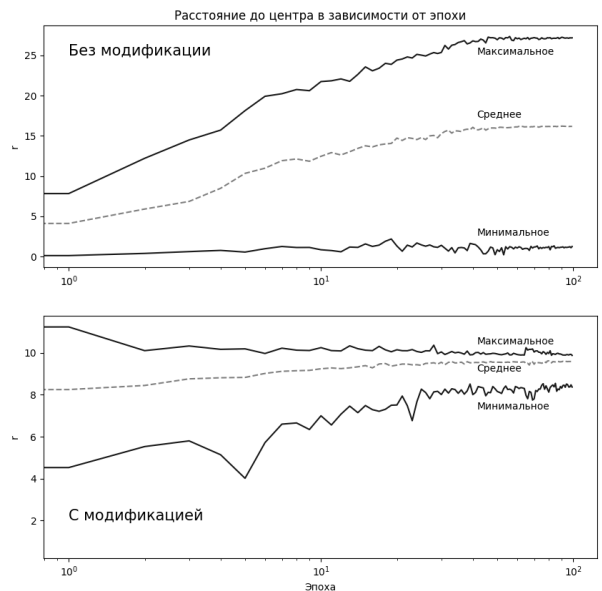 Расстояние до центра в зависимости от эпохи
Без модификации
Максимальное
Среднее
Минимальное
r
25
20
15
10
5
0
10⁰
10¹
10²
Максимальное
Среднее
Минимальное
С модификацией
r
10
8
6
4
2
10⁰
10¹
10²
Эпоха